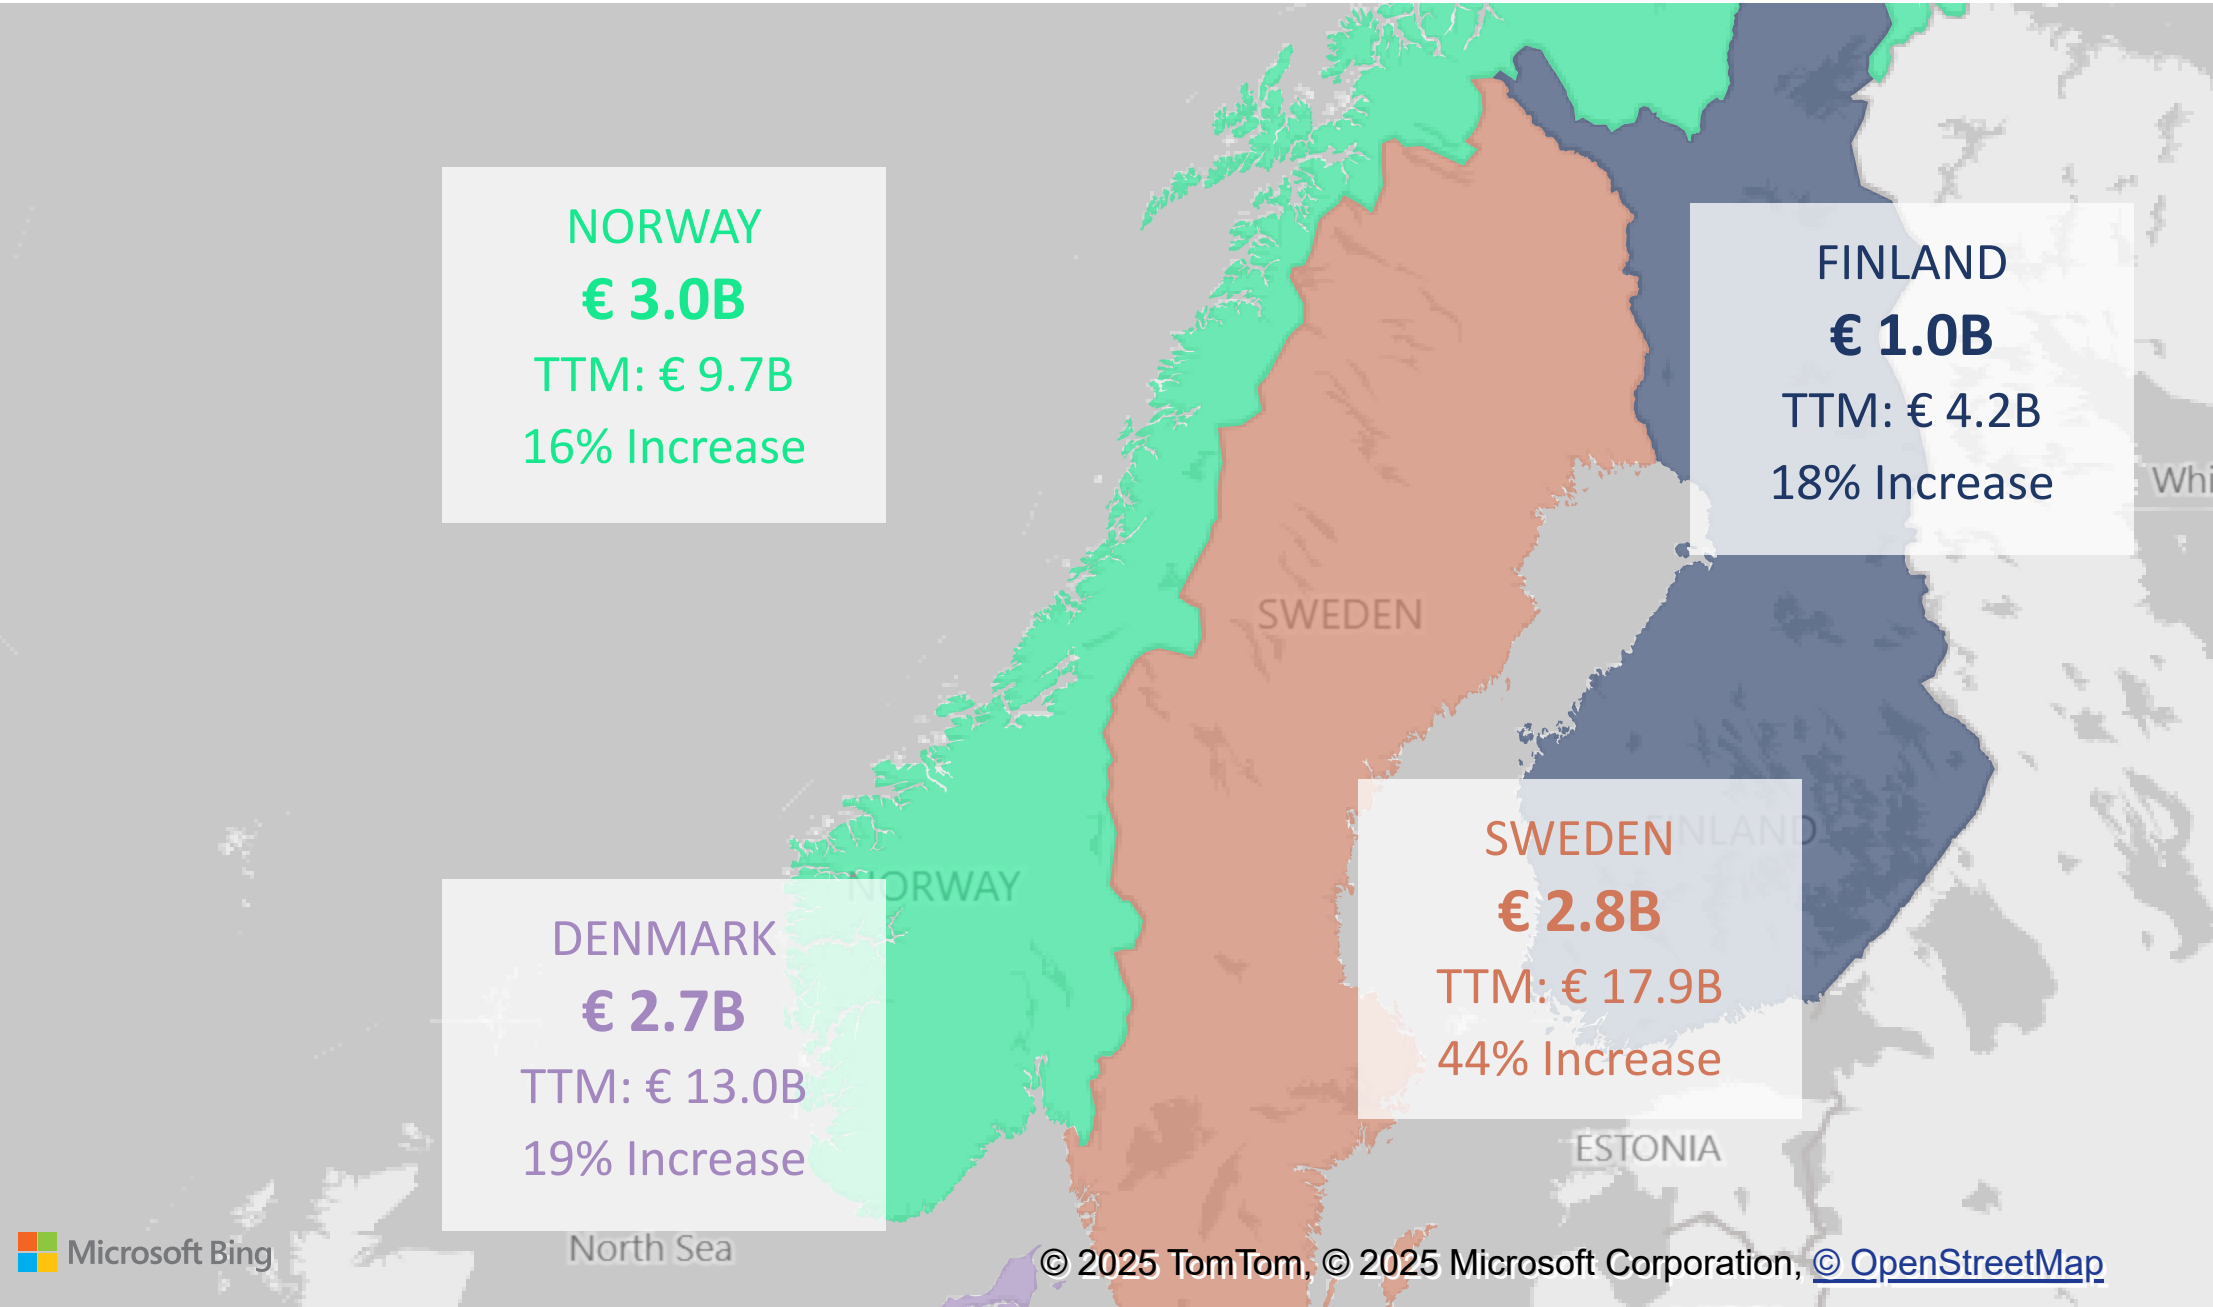 NORWAY
€ 3.0B
TTM: € 9.7B
16% Increase
FINLAND
€ 1.0B
TTM: € 4.2B
18% Increase
Whi
SWEDEN
SWEDEN
€ 2.8B
TTM: € 17.9B
44% Increase
FINLAND
NORWAY
DENMARK
€ 2.7B
TTM: € 13.0B
19% Increase
ESTONIA
North Sea
Microsoft Bing
© 2025 TomTom, © 2025 Microsoft Corporation, © OpenStreetMap